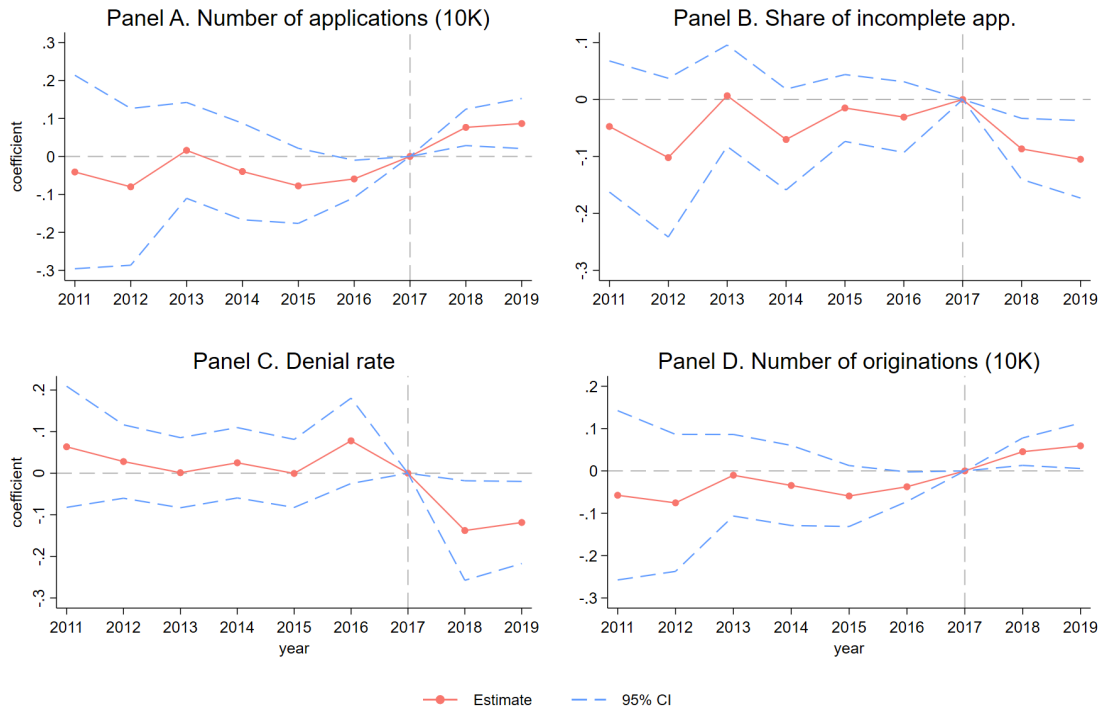 Panel A. Number of applications (10K)
coefficient
.3
.2
.1
0
-.1
-.2
-.3
2011 2012 2013 2014 2015 2016 2017 2018 2019
Panel B. Share of incomplete app.
.1
0
-.1
-.2
-.3
2011 2012 2013 2014 2015 2016 2017 2018 2019
Panel C. Denial rate
coefficient
.2
.1
0
-.1
-.2
-.3
2011 2012 2013 2014 2015 2016 2017 2018 2019
year
Panel D. Number of originations (10K)
.2
.1
0
-.1
-.2
-.3
2011 2012 2013 2014 2015 2016 2017 2018 2019
year
Estimate 95% CI